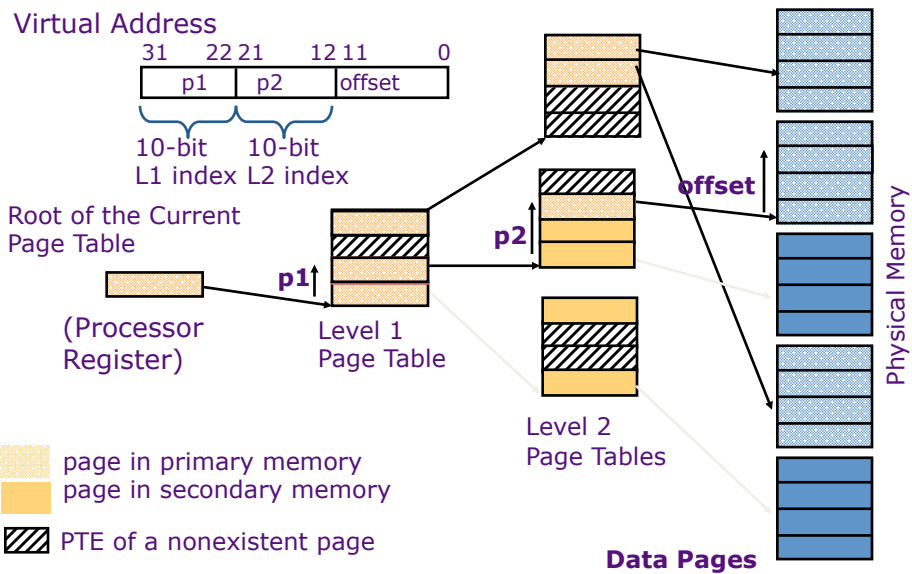 Virtual Address
31 22 21 12 11 0
p1 p2 offset
10-bit 10-bit
L1 index L2 index
Root of the Current
Page Table
p1
p2
offset
(Processor
Register)
Level 1
Page Table
Level 2
Page Tables
Physical Memory
page in primary memory
page in secondary memory
PTE of a nonexistent page
Data Pages